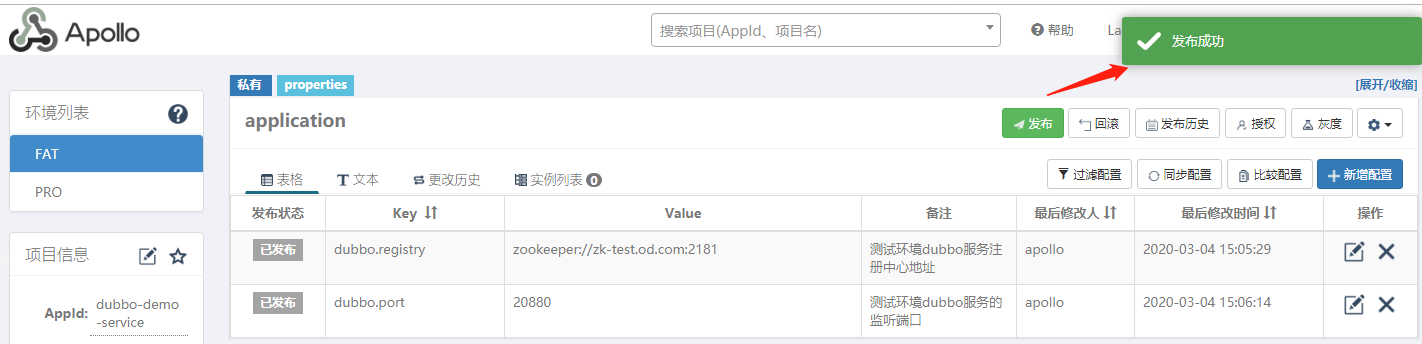 Apollo
搜索项目(AppId、项目名)
帮助
La
发布成功
环境列表
FAT
PRO
项目信息
AppId:
dubbo-demo
-service
私有
properties
[展开/收缩]
application
发布
回滚
发布历史
授权
灰度
表格
文本
更改历史
实例列表 0
过滤配置
同步配置
比较配置
新增配置
发布状态 Key Value 备注 最后修改人 最后修改时间 操作
已发布 dubbo.registry zookeeper://zk-test.od.com:2181 测试环境dubbo服务注
册中心地址
apollo 2020-03-04 15:05:29
已发布 dubbo.port 20880 测试环境dubbo服务的
监听端口
apollo 2020-03-04 15:06:14